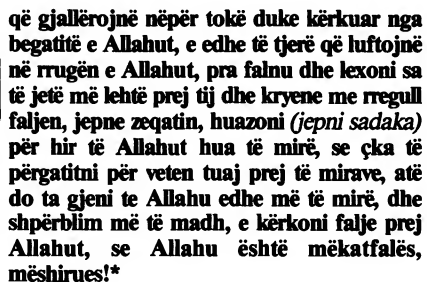 që gjallërojnë nëpër tokë duke kërkuar nga
begatitë e Allahut, e edhe të tjerë që luftojnë
në rrugën e Allahut, pra falnu dhe lexoni sa
të jetë më lehtë prej tij dhe kryene me rregull
faljen, jepne zeqatin, huazoni (jepni sadaka)
për hir të Allahut hua të mirë, se çka të
përgatitni për veten tuaj prej të mirave, atë
do ta gjeni te Allahu edhe më të mirë, dhe
shpërblim më të madh, e kërkoni falje prej
Allahut, se Allahu është mëkatfalës,
mëshirues!*